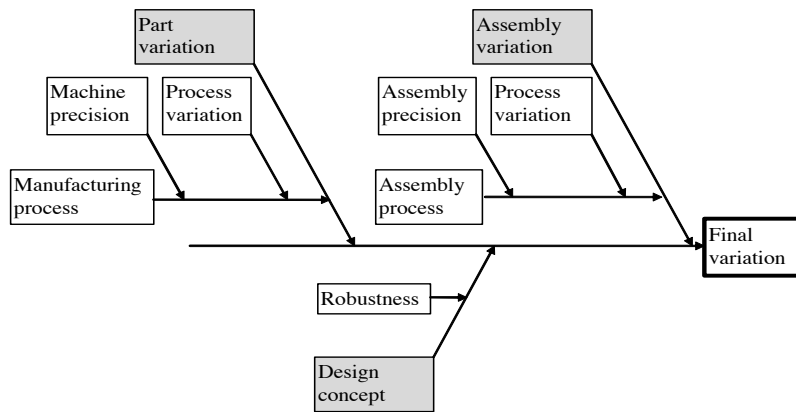 Part
variation
Assembly
variation
Machine
precision
Process
variation
Assembly
precision
Process
variation
Manufacturing
process
Assembly
process
Final
variation
Robustness
Design
concept